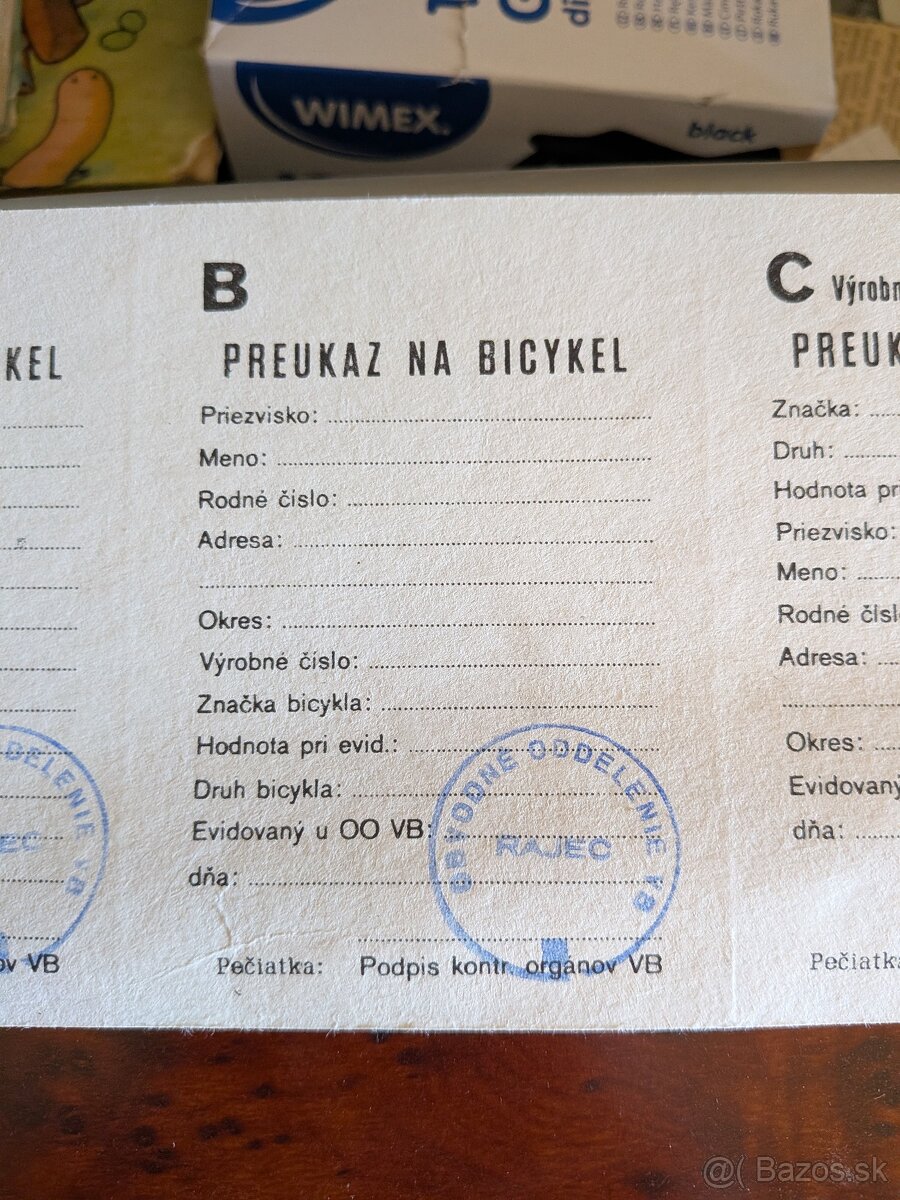 WIMEX®
black
KEL
ov VB
B
PREUKAZ NA BICYKEL
Priezvisko:
Meno:
Rodné číslo:
Adresa:
Okres:
Výrobné číslo:
Značka bicykla:
Hodnota pri evid.:
Druh bicykla:
Evidovaný u OO VB:
dňa:
Pečiatka: Podpis kontr. orgánov VB
OBVODNÉ ODDELENIE VB
RAJEC
C Výrobn
PREUK
Značka:
Druh:
Hodnota pr
Priezvisko:
Meno:
Rodné čísl
Adresa:
Okres:
Evidovaný
dňa:
Pečiatk
@( Bazos.sk